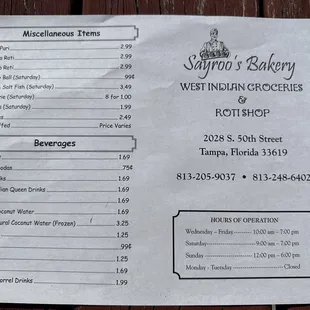 Miscellaneous Items
Puri 2.99
Roti 2.99
Roti 2.99
Ball (Saturday) .99¢
Salt Fish (Saturday) 3.49
(Saturday) 8 for 1.00
(Saturday) 1.99
2.49
Price Varies
Beverages
1.69
sodas .75¢
1.69
Queen Drinks 1.69
1.69
coconut Water 1.69
Coconut Water (Frozen) 3.25
1.25
.99¢
1.25
1.69
Sorrel Drinks 1.69
Sayroo's Bakery
WEST INDIAN GROCERIES
&
ROTI SHOP
2028 S. 50th Street
Tampa, Florida 33619
813-205-9037 • 813-248-6402
HOURS OF OPERATION
Wednesday - Friday 10:00 am - 7:00 pm
Saturday 9:00 am - 7:00 pm
Sunday 12:00 pm - 6:00 pm
Monday - Tuesday Closed